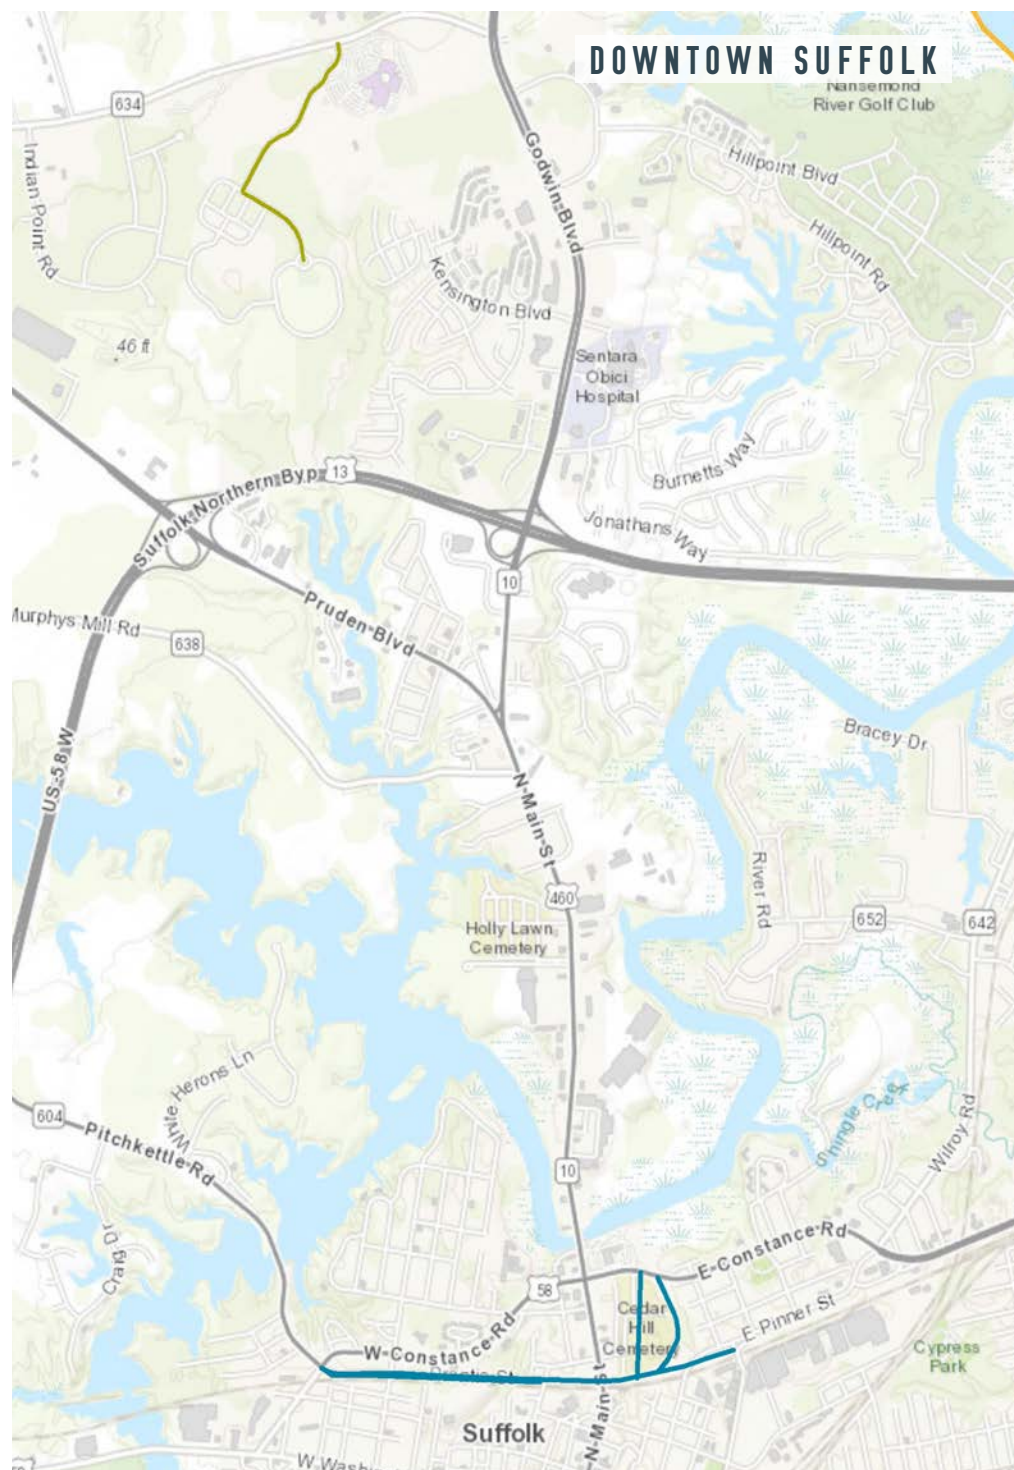 DOWNTOWN SUFFOLK
Nansemond
River Golf Club
634
Indian Point Rd
Godwin Blvd
Hillpoint Blvd
Hillpoint Rd
Kensington Blvd
46 ft
Sentara
Obici
Hospital
Burnetts Way
Suffolk Northern Byp
13
Jonathans Way
10
Murphys Mill Rd
638
Pruden Blvd
US-58 W
Bracey Dr
N Main St
460
River Rd
652
642
Holly Lawn
Cemetery
White Herons Ln
604
Pitchkettle Rd
Shingle Creek
Wilroy Rd
10
Craig Dr
E Constance Rd
58
Cedar
Hill
Cemetery
E Pinner St
W Constance Rd
Cypress
Park
N Main St
Suffolk